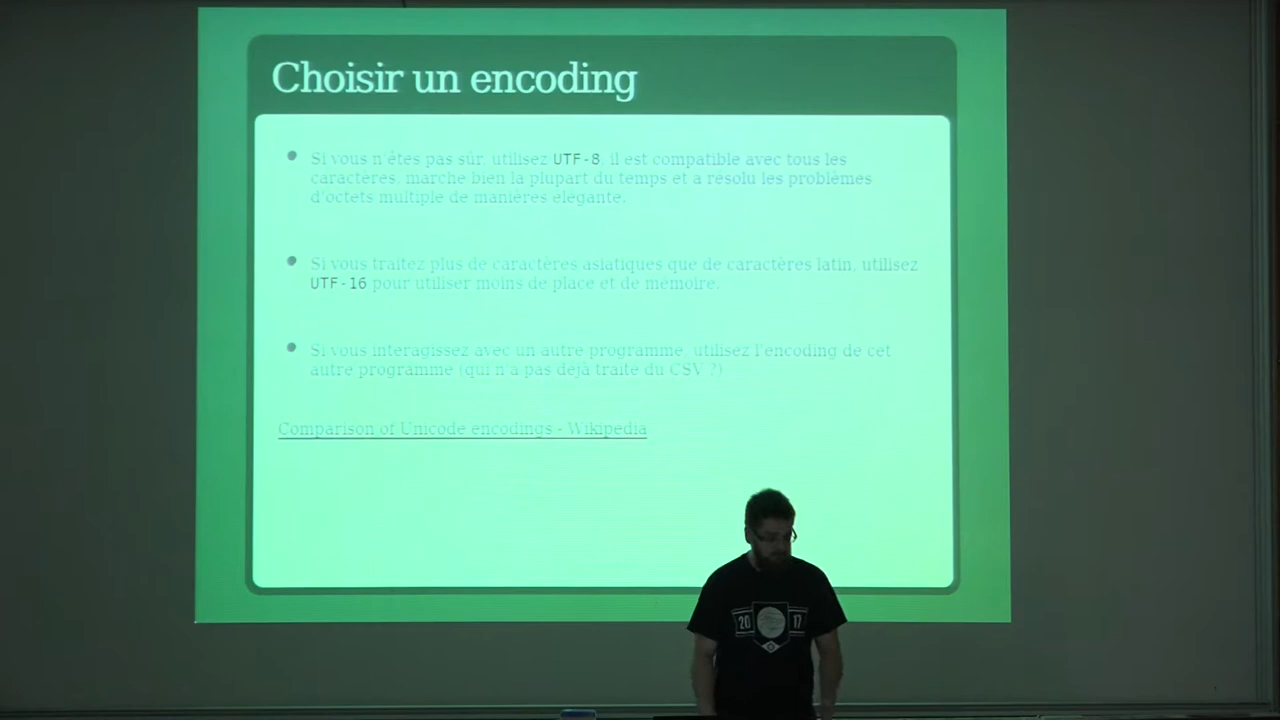 Choisir un encoding
Si vous n'êtes pas sûr, utilisez UTF-8, il est compatible avec tous les
caractères, marche bien la plupart du temps et a résolu les problèmes
d'octets multiple de manières élégante.
Si vous traitez plus de caractères asiatiques que de caractères latin, utilisez
UTF-16 pour utiliser moins de place et de mémoire.
Si vous interagissez avec un autre programme, utilisez l'encoding de cet
autre programme (qui n'a pas déjà traité du CSV ?)
Comparison of Unicode encodings - Wikipedia
20 17